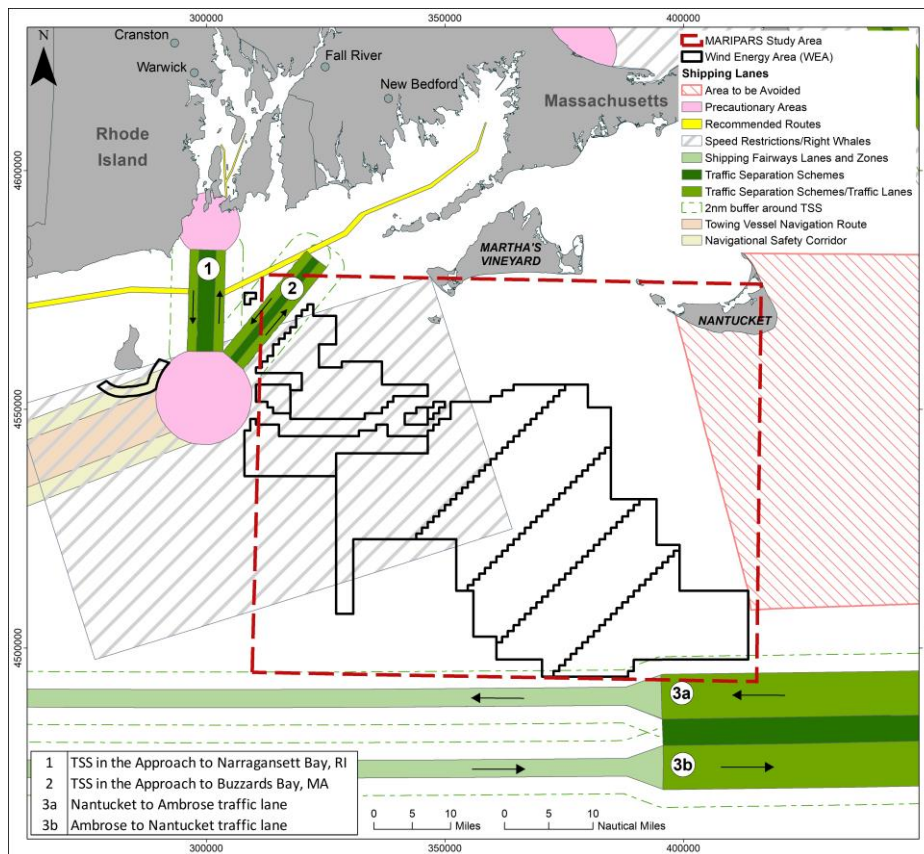 300000
350000
400000
N
Cranston
Warwick
Fall River
New Bedford
Rhode
Island
Massachusetts
MARTHA'S
VINEYARD
NANTUCKET
4600000
4550000
4500000
MARIPARS Study Area
Wind Energy Area (WEA)
Shipping Lanes
Area to be Avoided
Precautionary Areas
Recommended Routes
Speed Restrictions/Right Whales
Shipping Fairways Lanes and Zones
Traffic Separation Schemes
Traffic Separation Schemes/Traffic Lanes
2nm buffer around TSS
Towing Vessel Navigation Route
Navigational Safety Corridor
1
2
3a
3b
1 TSS in the Approach to Narragansett Bay, RI
2 TSS in the Approach to Buzzards Bay, MA
3a Nantucket to Ambrose traffic lane
3b Ambrose to Nantucket traffic lane
0 5 10
Miles
0 5 10
Nautical Miles
300000
350000
400000